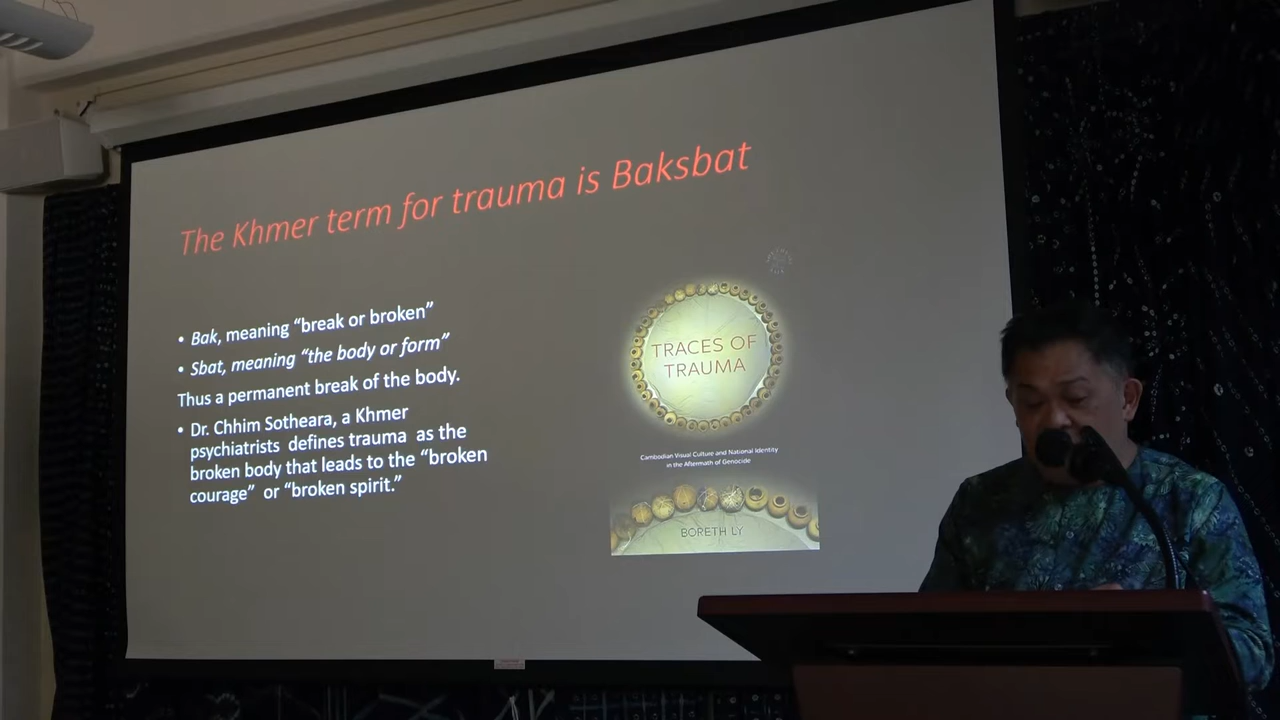 The Khmer term for trauma is Baksbat
• Bak, meaning “break or broken”
• Sbat, meaning “the body or form”
Thus a permanent break of the body.
• Dr. Chhim Sotheara, a Khmer
psychiatrists defines trauma as the
broken body that leads to the “broken
courage” or “broken spirit.”
TRACES OF
TRAUMA
Cambodian Visual Culture and National Identity
in the Aftermath of Genocide
BORETH LY